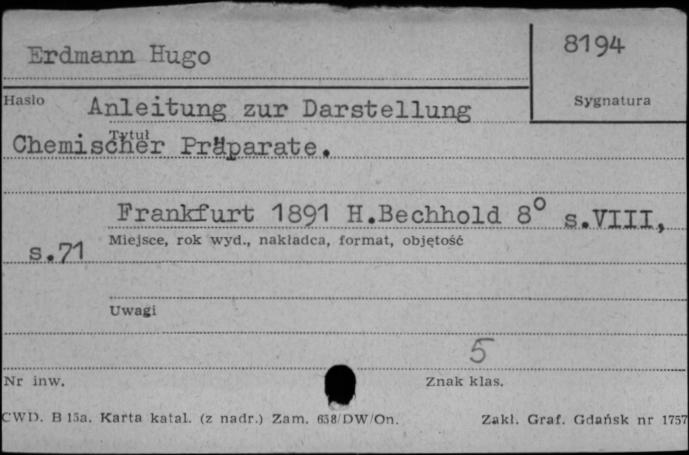 Erdmann Hugo
8194
Hasło
Sygnatura
Anleitung zur Darstellung
Tytuł
Chemischer Präparate.
Frankfurt 1891 H.Bechhold 8⁰ s.VIII,
Miejsce, rok wyd., nakładca, format, objętość
s.71
Uwagi
5
Nr inw.
Znak klas.
CWD. B 15a. Karta katal. (z nadr.) Zam. 638/DW/On.
Zakł. Graf. Gdańsk nr 1757